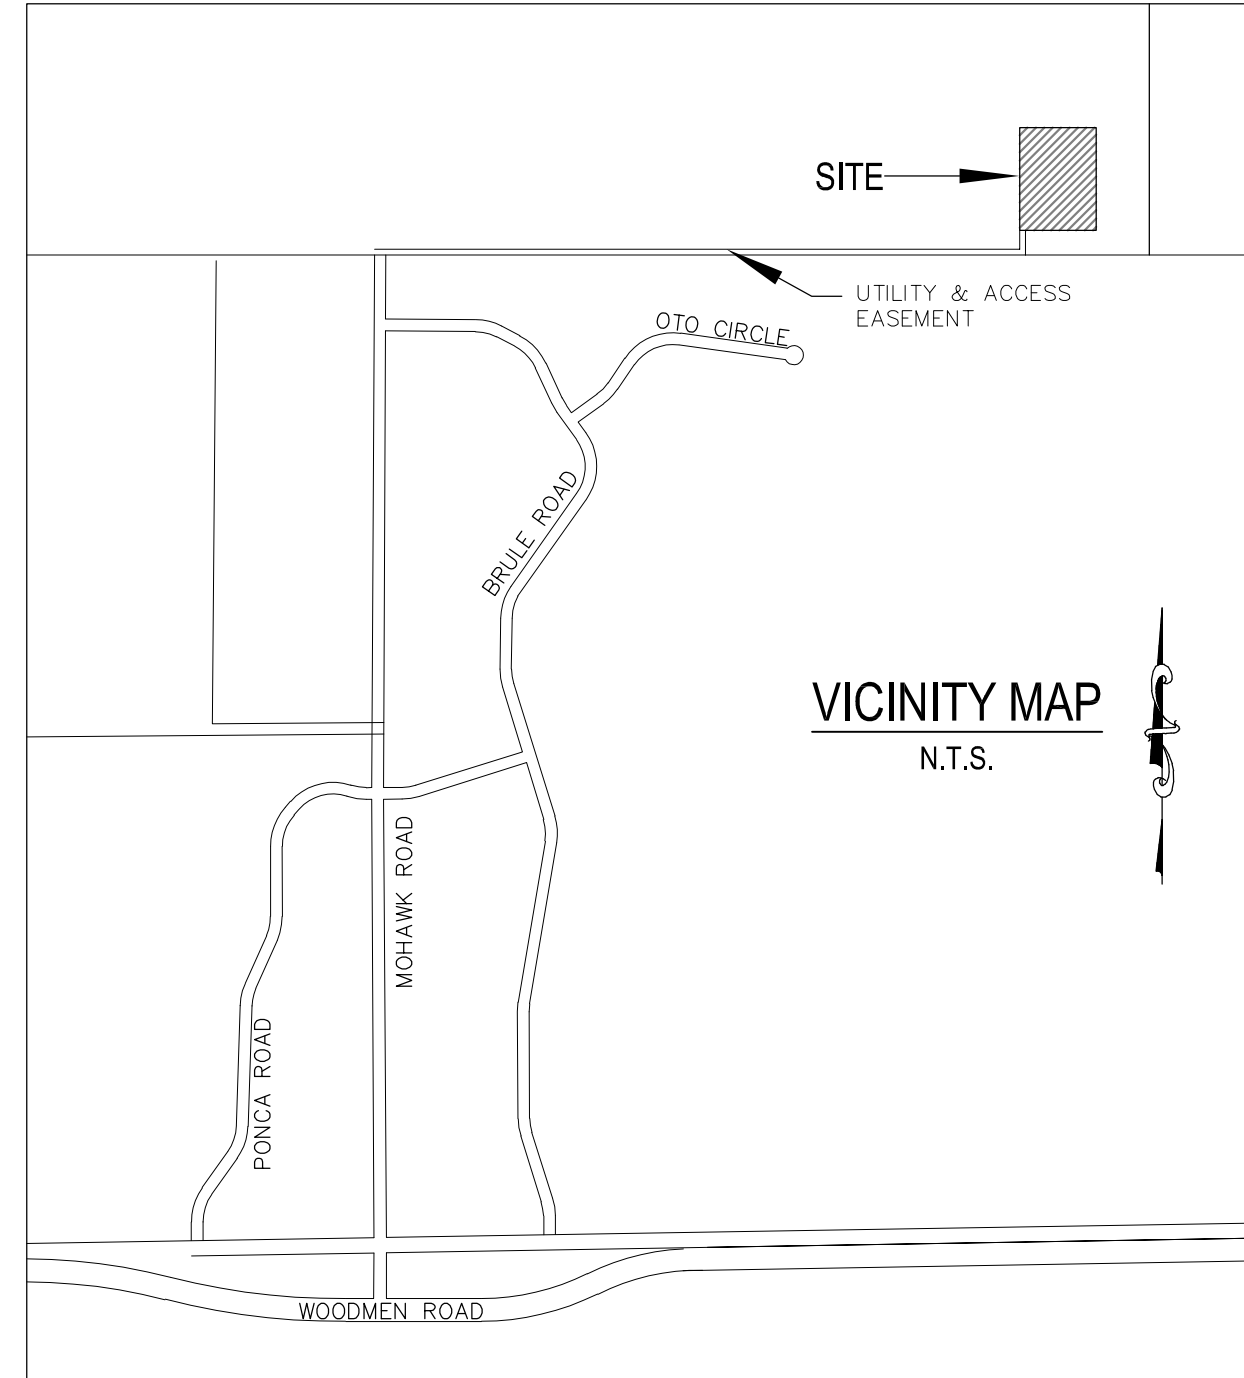 SITE
UTILITY & ACCESS
EASEMENT
OTO CIRCLE
BRULE ROAD
VICINITY MAP
N.T.S.
MOHAWK ROAD
PONCA ROAD
WOODMEN ROAD